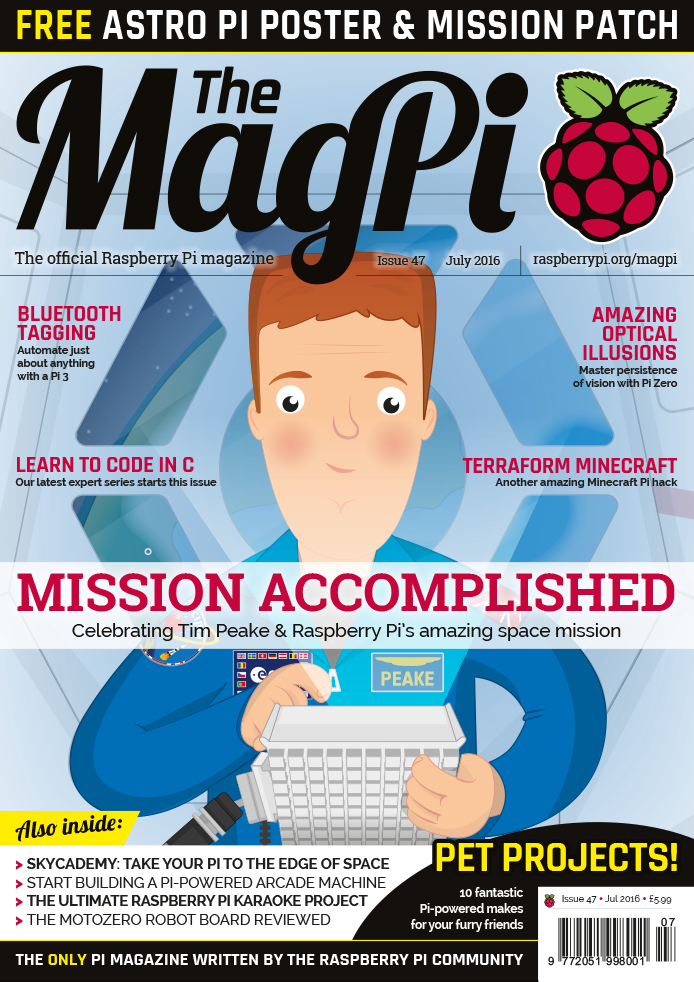 FREE ASTRO PI POSTER & MISSION PATCH
The
MagPi
The official Raspberry Pi magazine
Issue 47 July 2016
raspberrypi.org/magpi
BLUETOOTH
TAGGING
Automate just
about anything
with a Pi 3
AMAZING
OPTICAL
ILLUSIONS
Master persistence
of vision with Pi Zero
LEARN TO CODE IN C
Our latest expert series starts this issue
TERRAFORM MINECRAFT
Another amazing Minecraft Pi hack
MISSION ACCOMPLISHED
Celebrating Tim Peake & Raspberry Pi's amazing space mission
PEAKE
Also inside:
> SKYCADEMY: TAKE YOUR PI TO THE EDGE OF SPACE
> START BUILDING A PI-POWERED ARCADE MACHINE
> THE ULTIMATE RASPBERRY PI KARAOKE PROJECT
> THE MOTOZERO ROBOT BOARD REVIEWED
PET PROJECTS!
10 fantastic
Pi-powered makes
for your furry friends
Issue 47 • Jul 2016 • £5.99
07
9 772051 998001
THE ONLY PI MAGAZINE WRITTEN BY THE RASPBERRY PI COMMUNITY